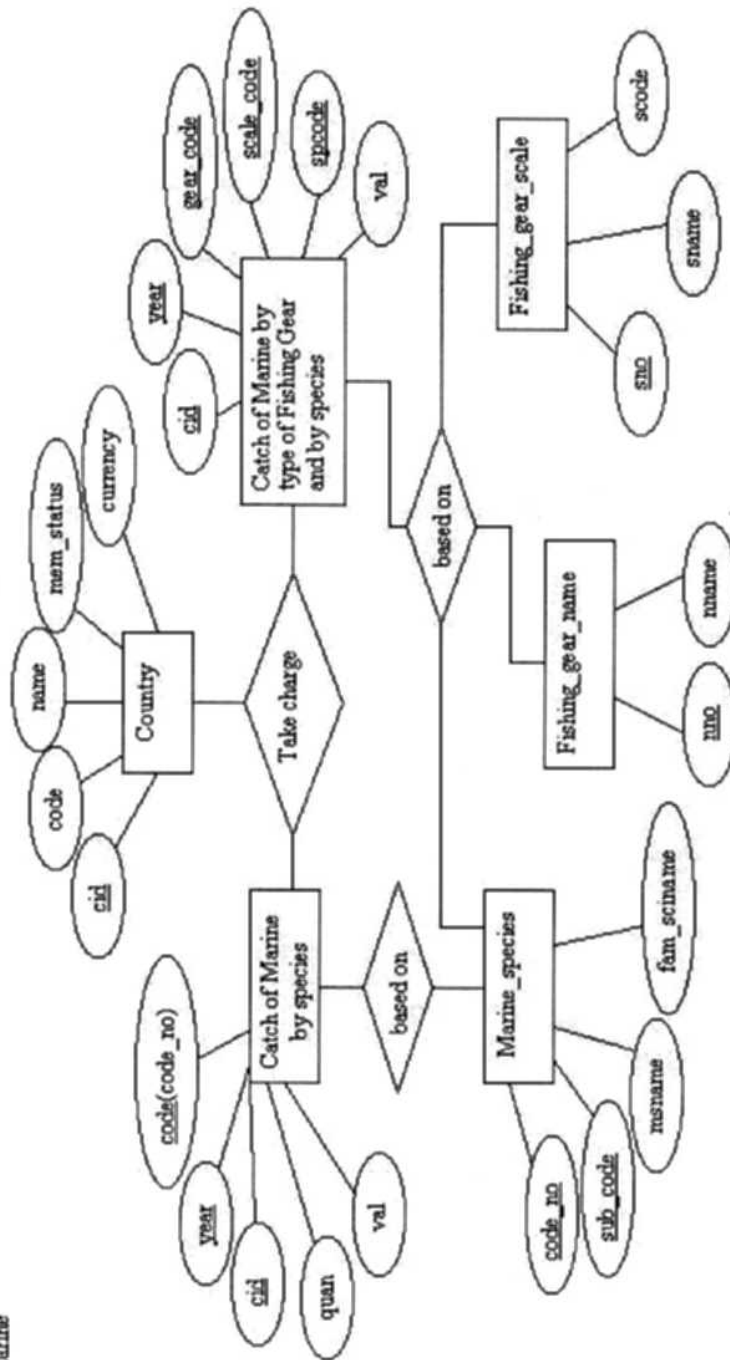 cid
code
name
mem_status
currency
Country
Take charge
code(code_no)
year
cid
quan
val
Catch of Marine
by species
cid
year
gear_code
scale_code
spcode
val
Catch of Marine by
type of Fishing Gear
and by species
based on
based on
Marine_species
code_no
sub_code
msname
fam_sciname
Fishing_gear_name
nno
nname
Fishing_gear_scale
sno
sname
scode